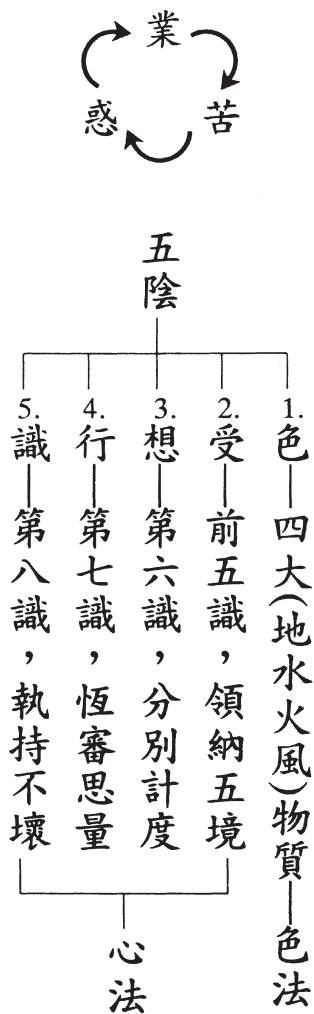 業
苦
惑
五陰
1.色—四大(地水火風)物質—色法
2.受—前五識，領納五境
3.想—第六識，分別計度
4.行—第七識，恆審思量
5.識—第八識，執持不壞
心法